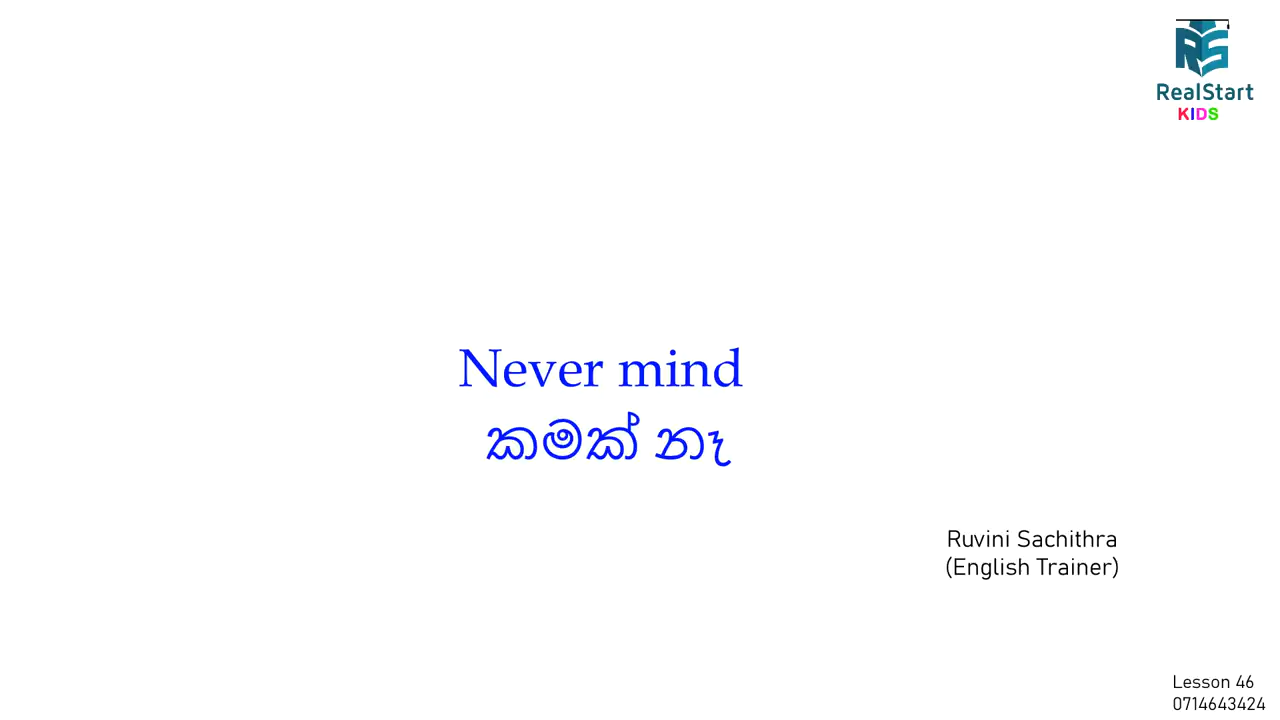 RealStart
KIDS
Never mind
කමක් නෑ
Ruvini Sachithra
(English Trainer)
Lesson 46
0714643424